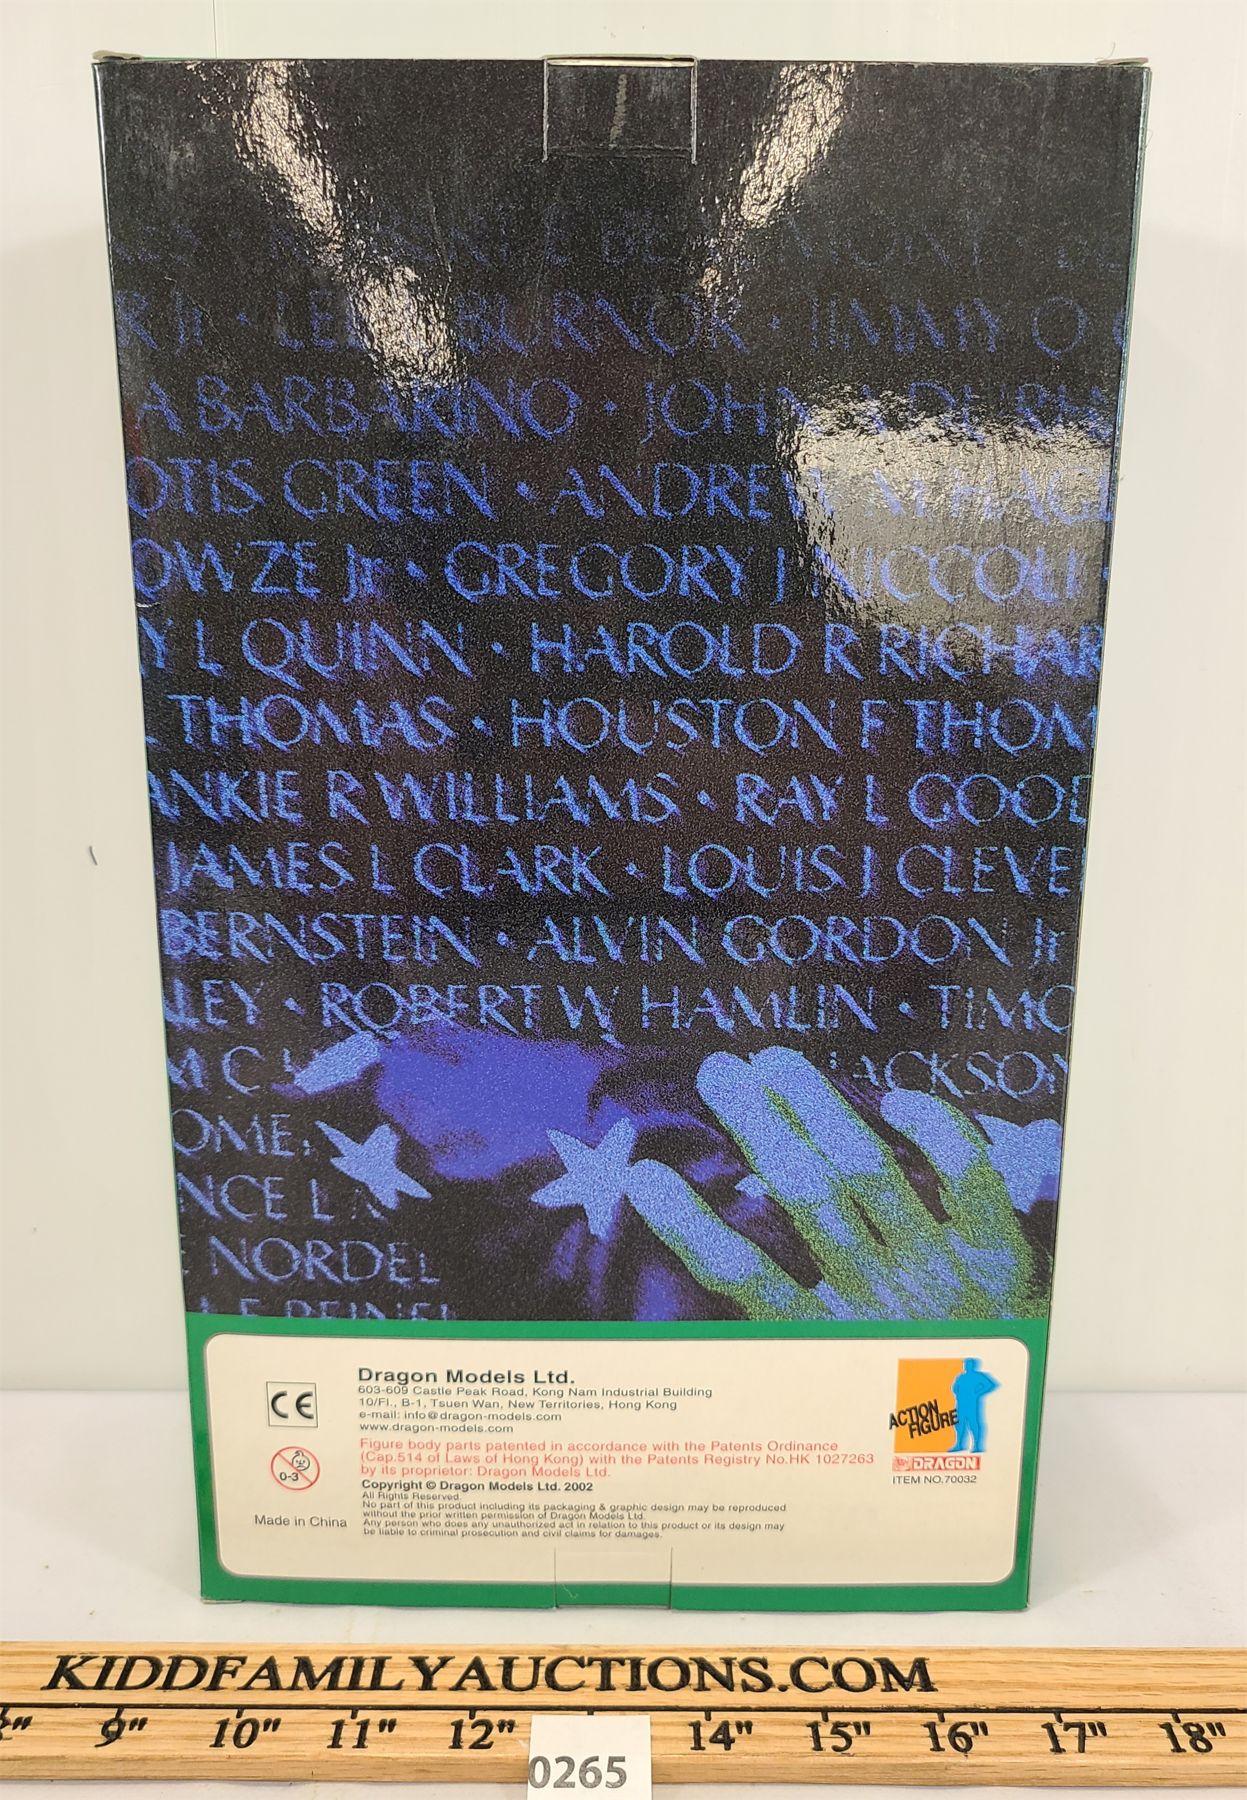 R Jr · LE BURNOR · JIMMY O
A BARBARINO · JOHN
OTIS GREEN · ANDREW
OWZE Jr · GREGORY J NICCOLI
Y L QUINN · HAROLD R RICHAR
THOMAS · HOUSTON F THOM
ANKIE R WILLIAMS · RAY L GOOD
JAMES L CLARK · LOUIS J CLEVE
BERNSTEIN · ALVIN GORDON Jr
LEY · ROBERT W HAMLIN · TIMO
M C JACKSON
OME
NCE L
NORDEL
CE
0-3
Made in China
Dragon Models Ltd.
603-609 Castle Peak Road, Kong Nam Industrial Building
10/Fl., B-1, Tsuen Wan, New Territories, Hong Kong
e-mail: info@dragon-models.com
www.dragon-models.com
Figure body parts patented in accordance with the Patents Ordinance
(Cap.514 of Laws of Hong Kong) with the Patents Registry No.HK 1027263
by its proprietor: Dragon Models Ltd.
Copyright © Dragon Models Ltd. 2002
All Rights Reserved.
No part of this product including its packaging & graphic design may be reproduced
without the prior written permission of Dragon Models Ltd.
Any person who does any unauthorized act in relation to this product or its design may
be liable to criminal prosecution and civil claims for damages.
ACTION
FIGURE
DRAGON
ITEM NO.70032
KIDDFAMILYAUCTIONS.COM
9" 10" 11" 12" 14" 15" 16" 17" 18"
0265